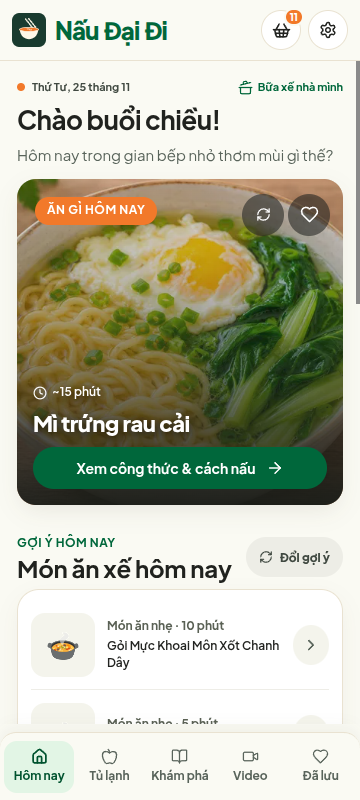 Nấu Đại Đi
11
Thứ Tư, 25 tháng 11
Bữa xế nhà mình
Chào buổi chiều!
Hôm nay trong gian bếp nhỏ thơm mùi gì thế?
ĂN GÌ HÔM NAY
~15 phút
Mì trứng rau cải
Xem công thức & cách nấu
GỢI Ý HÔM NAY
Món ăn xế hôm nay
Đổi gợi ý
Món ăn nhẹ · 10 phút
Gỏi Mực Khoai Môn Xốt Chanh
Dây
Món ăn nhẹ · 5 phút
Hôm nay
Tủ lạnh
Khám phá
Video
Đã lưu